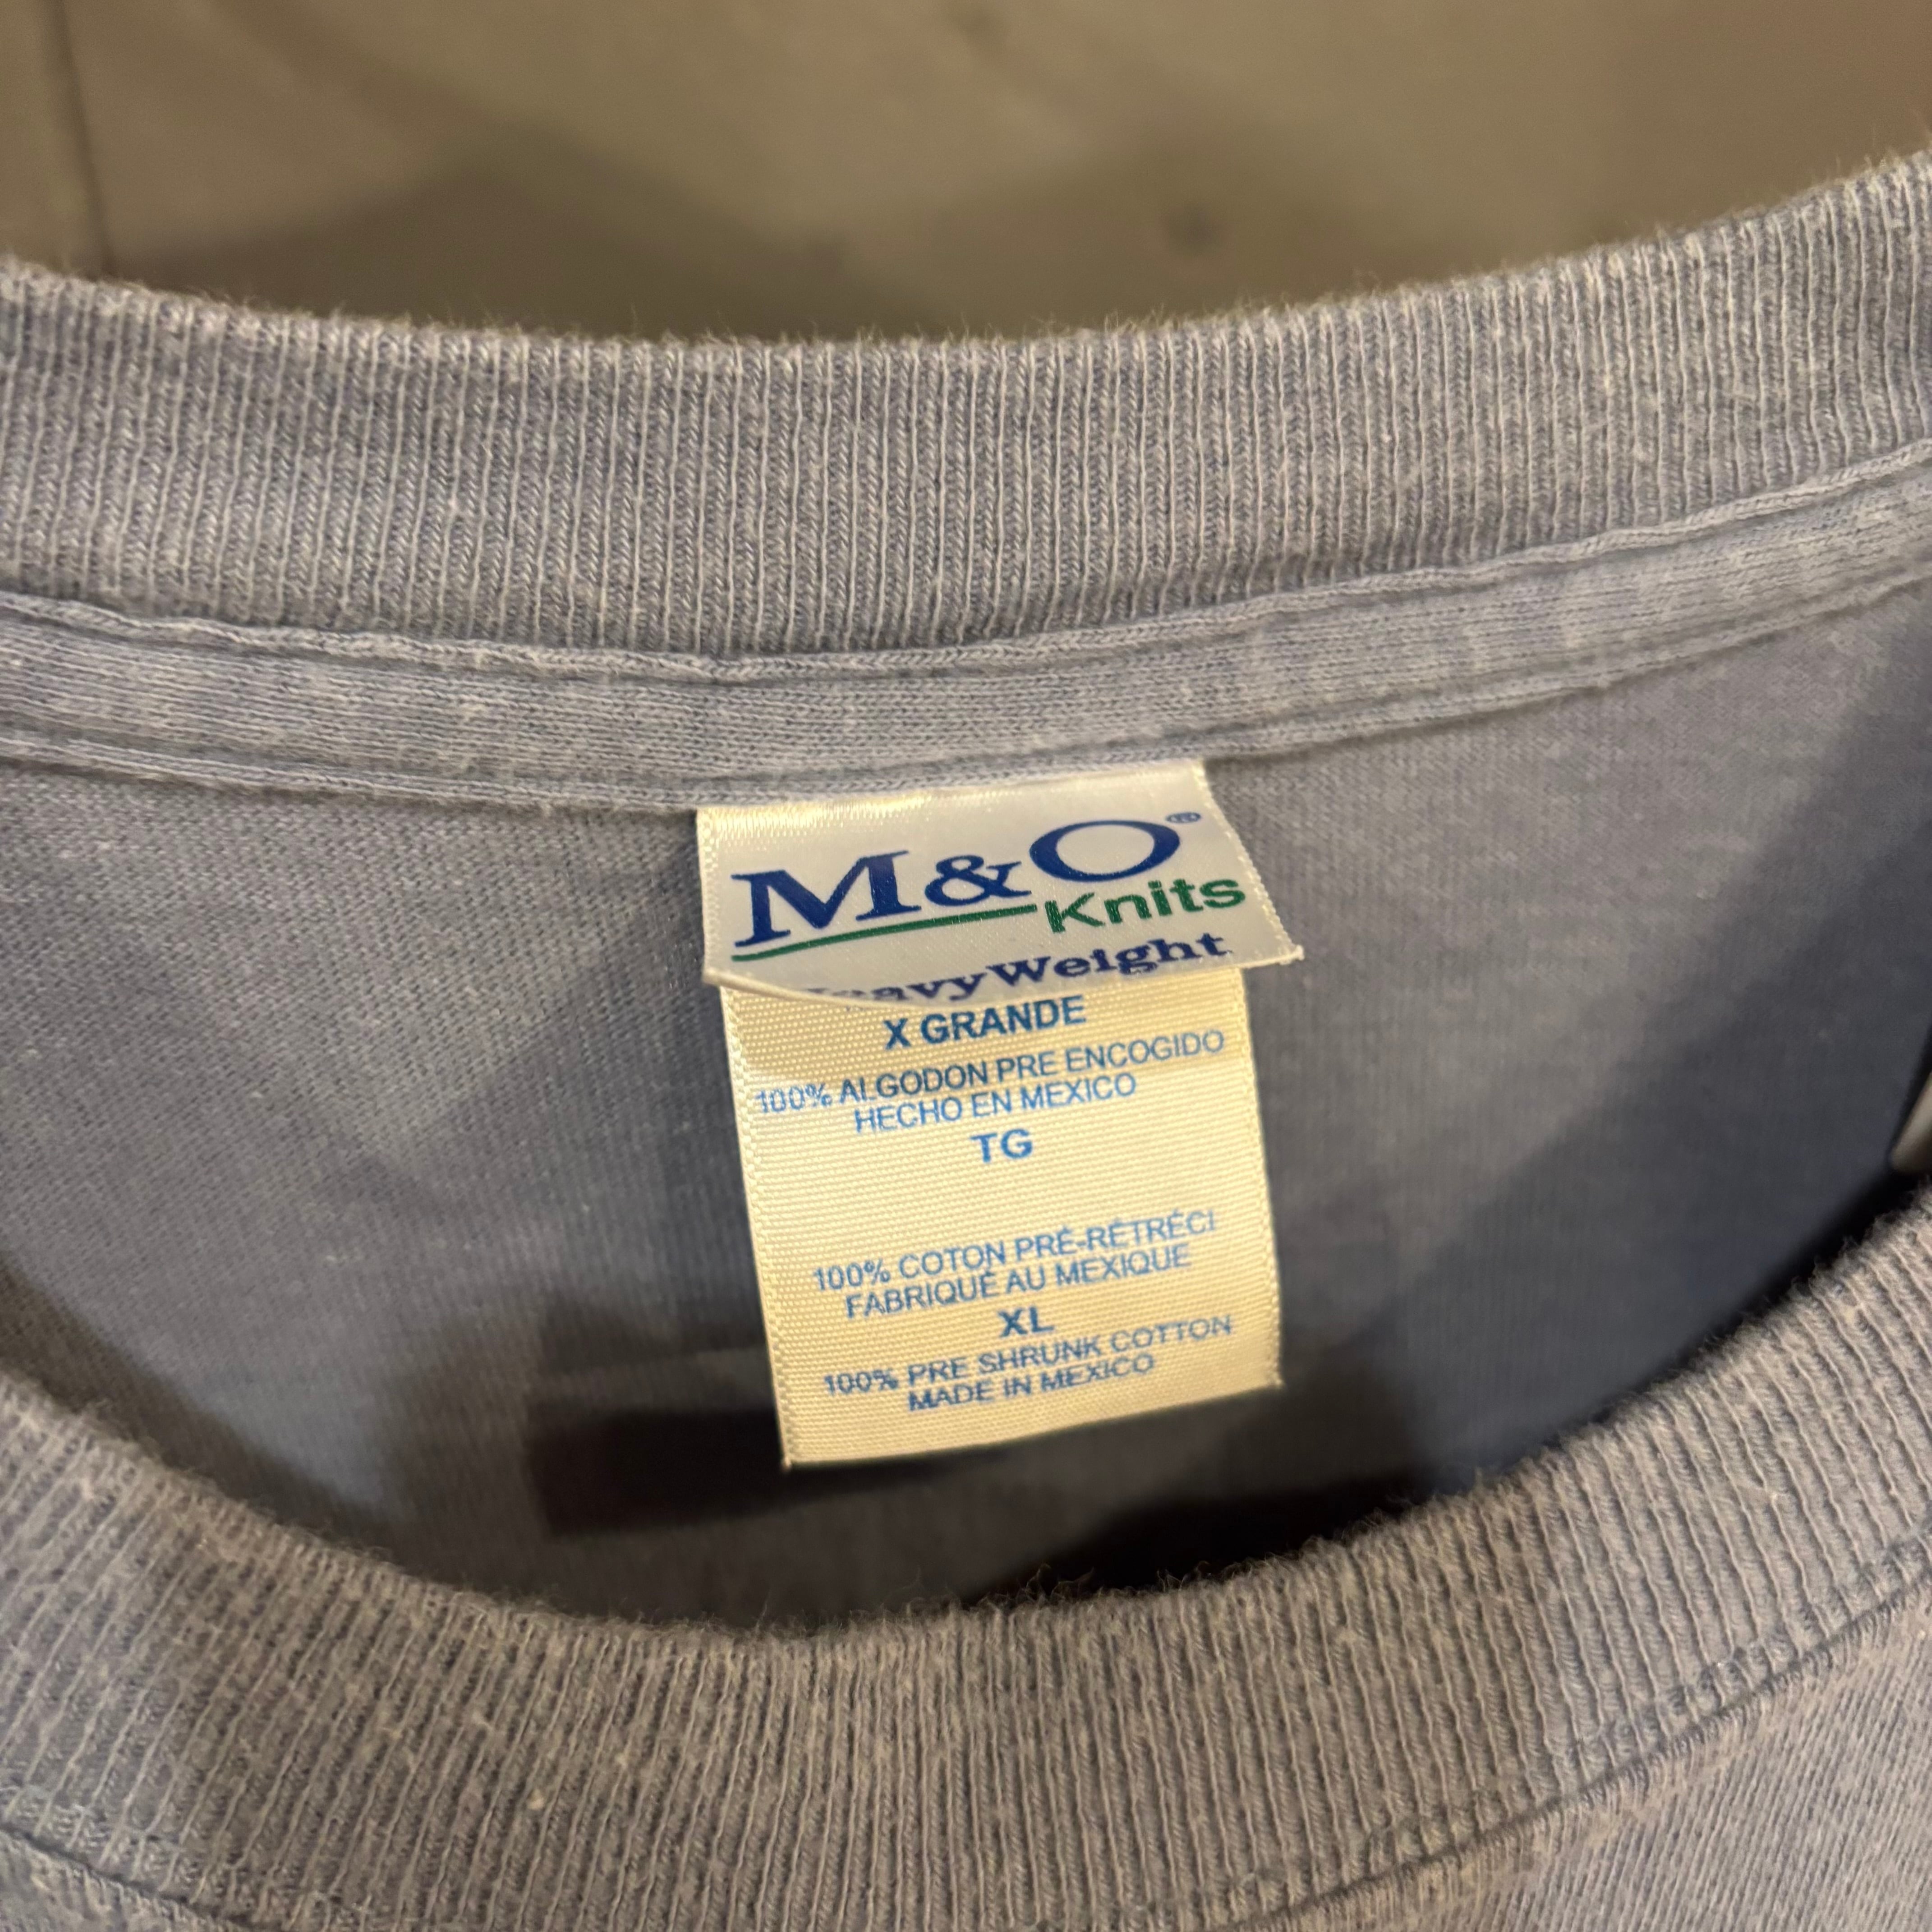 M&O®
Knits
HeavyWeight
X GRANDE
100% ALGODON PRE ENCOGIDO
HECHO EN MEXICO
TG
100% COTON PRÉ-RÉTRÉCI
FABRIQUÉ AU MEXIQUE
XL
100% PRE SHRUNK COTTON
MADE IN MEXICO